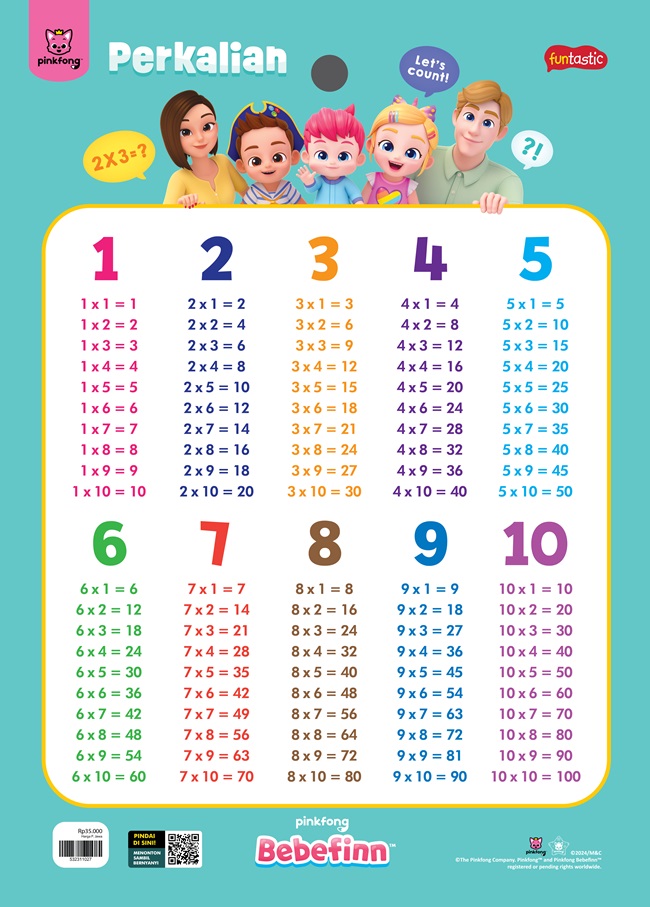 pinkfong
Perkalian
Let's
count!
funtastic
2X3=?
?!
1 2 3 4 5
1 x 1 = 1 2 x 1 = 2 3 x 1 = 3 4 x 1 = 4 5 x 1 = 5
1 x 2 = 2 2 x 2 = 4 3 x 2 = 6 4 x 2 = 8 5 x 2 = 10
1 x 3 = 3 2 x 3 = 6 3 x 3 = 9 4 x 3 = 12 5 x 3 = 15
1 x 4 = 4 2 x 4 = 8 3 x 4 = 12 4 x 4 = 16 5 x 4 = 20
1 x 5 = 5 2 x 5 = 10 3 x 5 = 15 4 x 5 = 20 5 x 5 = 25
1 x 6 = 6 2 x 6 = 12 3 x 6 = 18 4 x 6 = 24 5 x 6 = 30
1 x 7 = 7 2 x 7 = 14 3 x 7 = 21 4 x 7 = 28 5 x 7 = 35
1 x 8 = 8 2 x 8 = 16 3 x 8 = 24 4 x 8 = 32 5 x 8 = 40
1 x 9 = 9 2 x 9 = 18 3 x 9 = 27 4 x 9 = 36 5 x 9 = 45
1 x 10 = 10 2 x 10 = 20 3 x 10 = 30 4 x 10 = 40 5 x 10 = 50
6 7 8 9 10
6 x 1 = 6 7 x 1 = 7 8 x 1 = 8 9 x 1 = 9 10 x 1 = 10
6 x 2 = 12 7 x 2 = 14 8 x 2 = 16 9 x 2 = 18 10 x 2 = 20
6 x 3 = 18 7 x 3 = 21 8 x 3 = 24 9 x 3 = 27 10 x 3 = 30
6 x 4 = 24 7 x 4 = 28 8 x 4 = 32 9 x 4 = 36 10 x 4 = 40
6 x 5 = 30 7 x 5 = 35 8 x 5 = 40 9 x 5 = 45 10 x 5 = 50
6 x 6 = 36 7 x 6 = 42 8 x 6 = 48 9 x 6 = 54 10 x 6 = 60
6 x 7 = 42 7 x 7 = 49 8 x 7 = 56 9 x 7 = 63 10 x 7 = 70
6 x 8 = 48 7 x 8 = 56 8 x 8 = 64 9 x 8 = 72 10 x 8 = 80
6 x 9 = 54 7 x 9 = 63 8 x 9 = 72 9 x 9 = 81 10 x 9 = 90
6 x 10 = 60 7 x 10 = 70 8 x 10 = 80 9 x 10 = 90 10 x 10 = 100
Rp35.000
Harga P. Jawa
532311027
PINDAI
DI SINI!
MENONTON
SAMBIL
BERNYANYI
pinkfong
Bebefinn™
pinkfong
©2024/M&C
©The Pinkfong Company. Pinkfong™ and Pinkfong Bebefinn™
registered or pending rights worldwide.